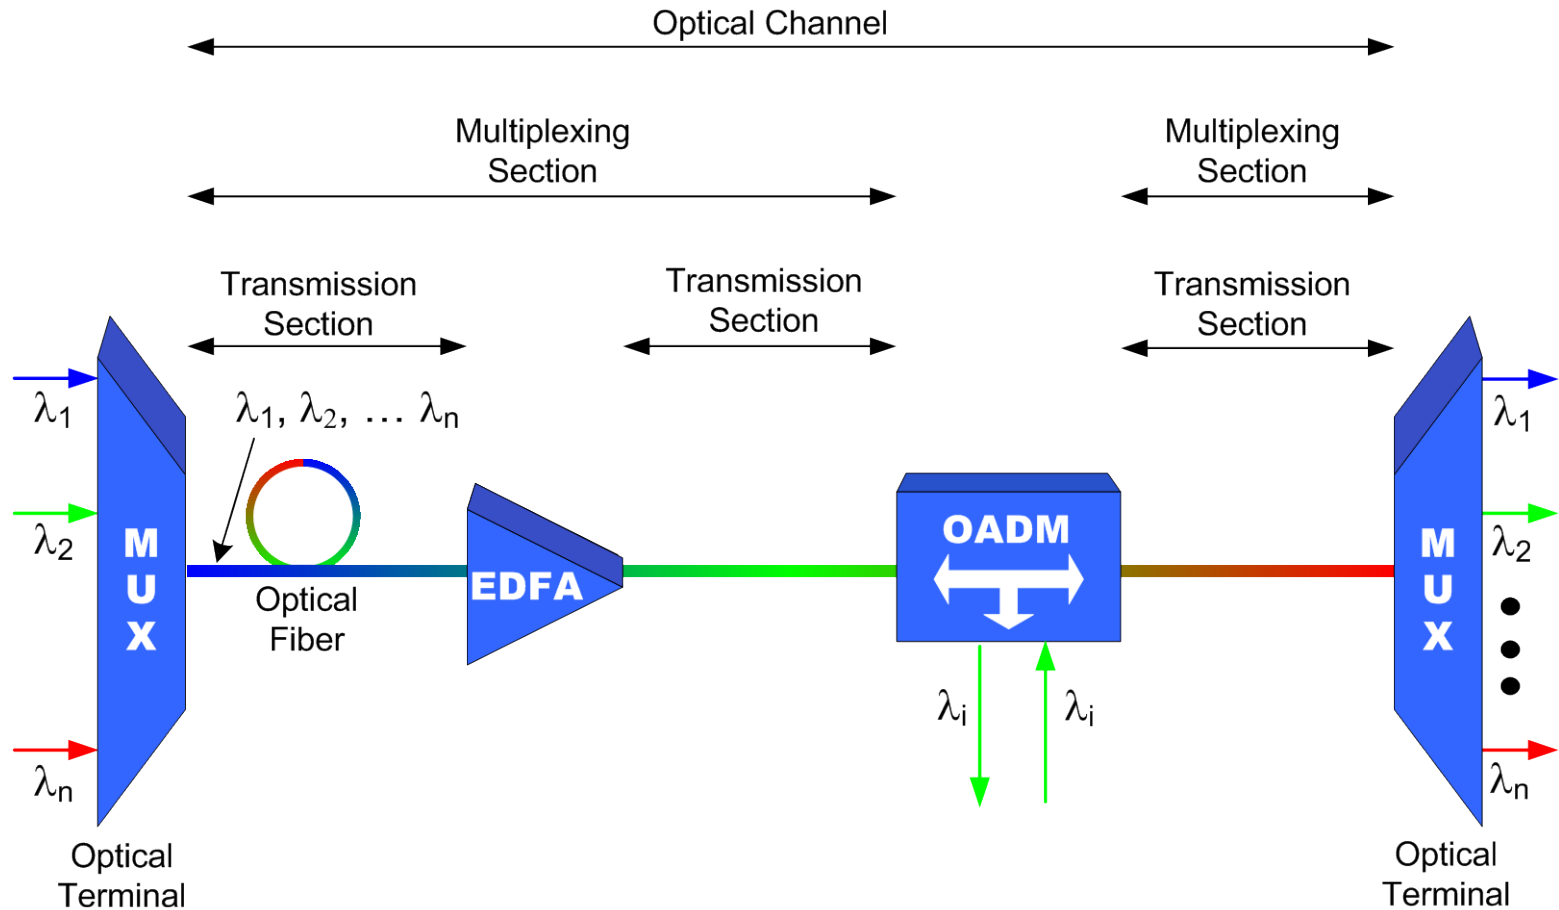 Optical Channel
Multiplexing
Section
Multiplexing
Section
Transmission
Section
Transmission
Section
Transmission
Section
λ1
λ2
λn
λ1, λ2, … λn
M
U
X
Optical
Fiber
EDFA
OADM
λi
λi
M
U
X
λ1
λ2
λn
Optical
Terminal
Optical
Terminal